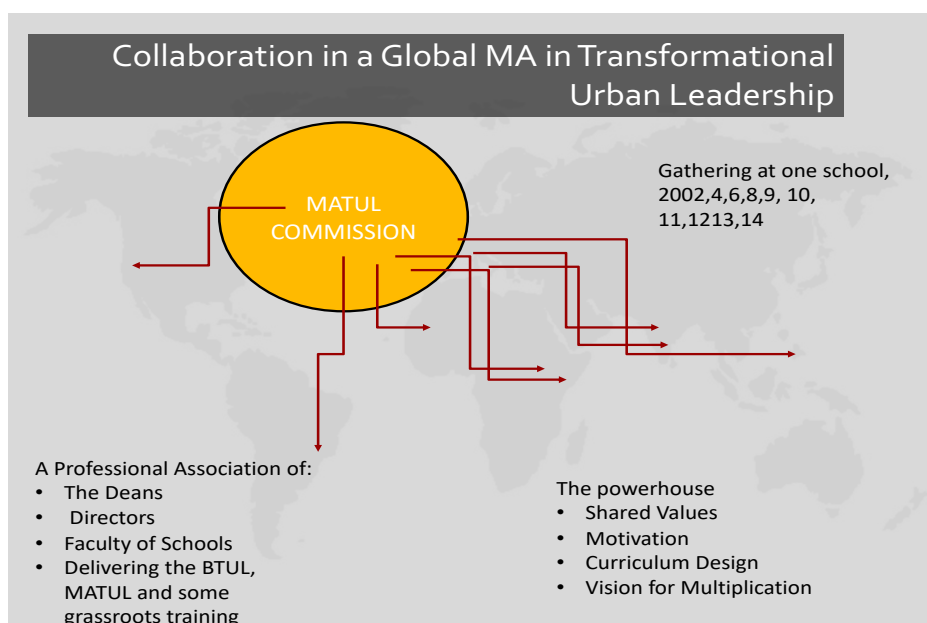 Collaboration in a Global MA in Transformational
Urban Leadership
MATUL
COMMISSION
Gathering at one school,
2002,4,6,8,9, 10,
11,1213,14
A Professional Association of:
• The Deans
• Directors
• Faculty of Schools
• Delivering the BTUL,
MATUL and some
grassroots training
The powerhouse
• Shared Values
• Motivation
• Curriculum Design
• Vision for Multiplication